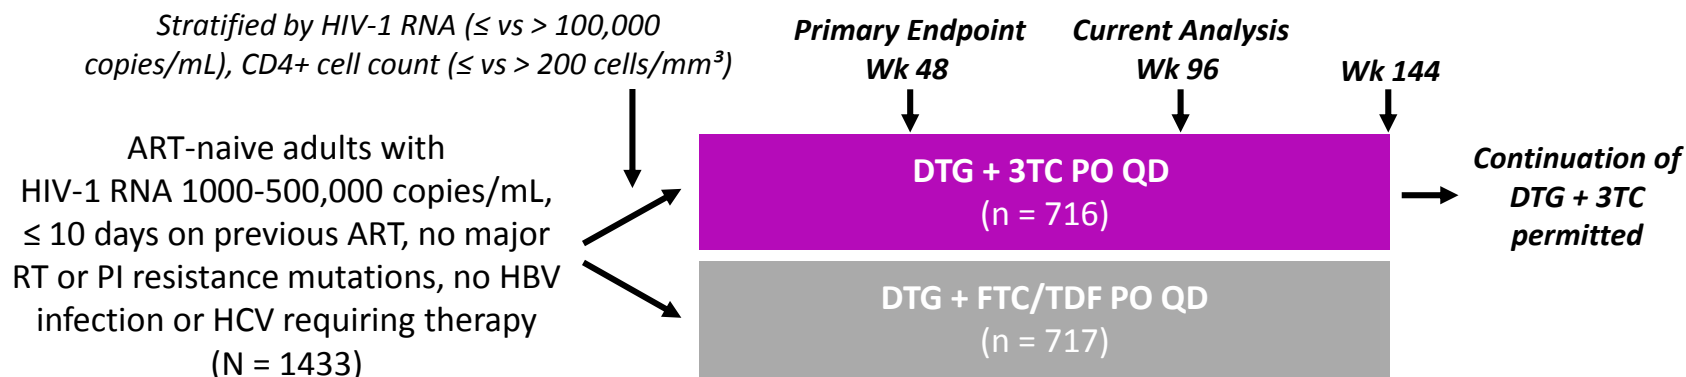 Stratified by HIV-1 RNA (≤ vs > 100,000
copies/mL), CD4+ cell count (≤ vs > 200 cells/mm³)
Primary Endpoint
Wk 48
Current Analysis
Wk 96
Wk 144
ART-naive adults with
HIV-1 RNA 1000-500,000 copies/mL,
≤ 10 days on previous ART, no major
RT or PI resistance mutations, no HBV
infection or HCV requiring therapy
(N = 1433)
DTG + 3TC PO QD
(n = 716)
DTG + FTC/TDF PO QD
(n = 717)
Continuation of
DTG + 3TC
permitted